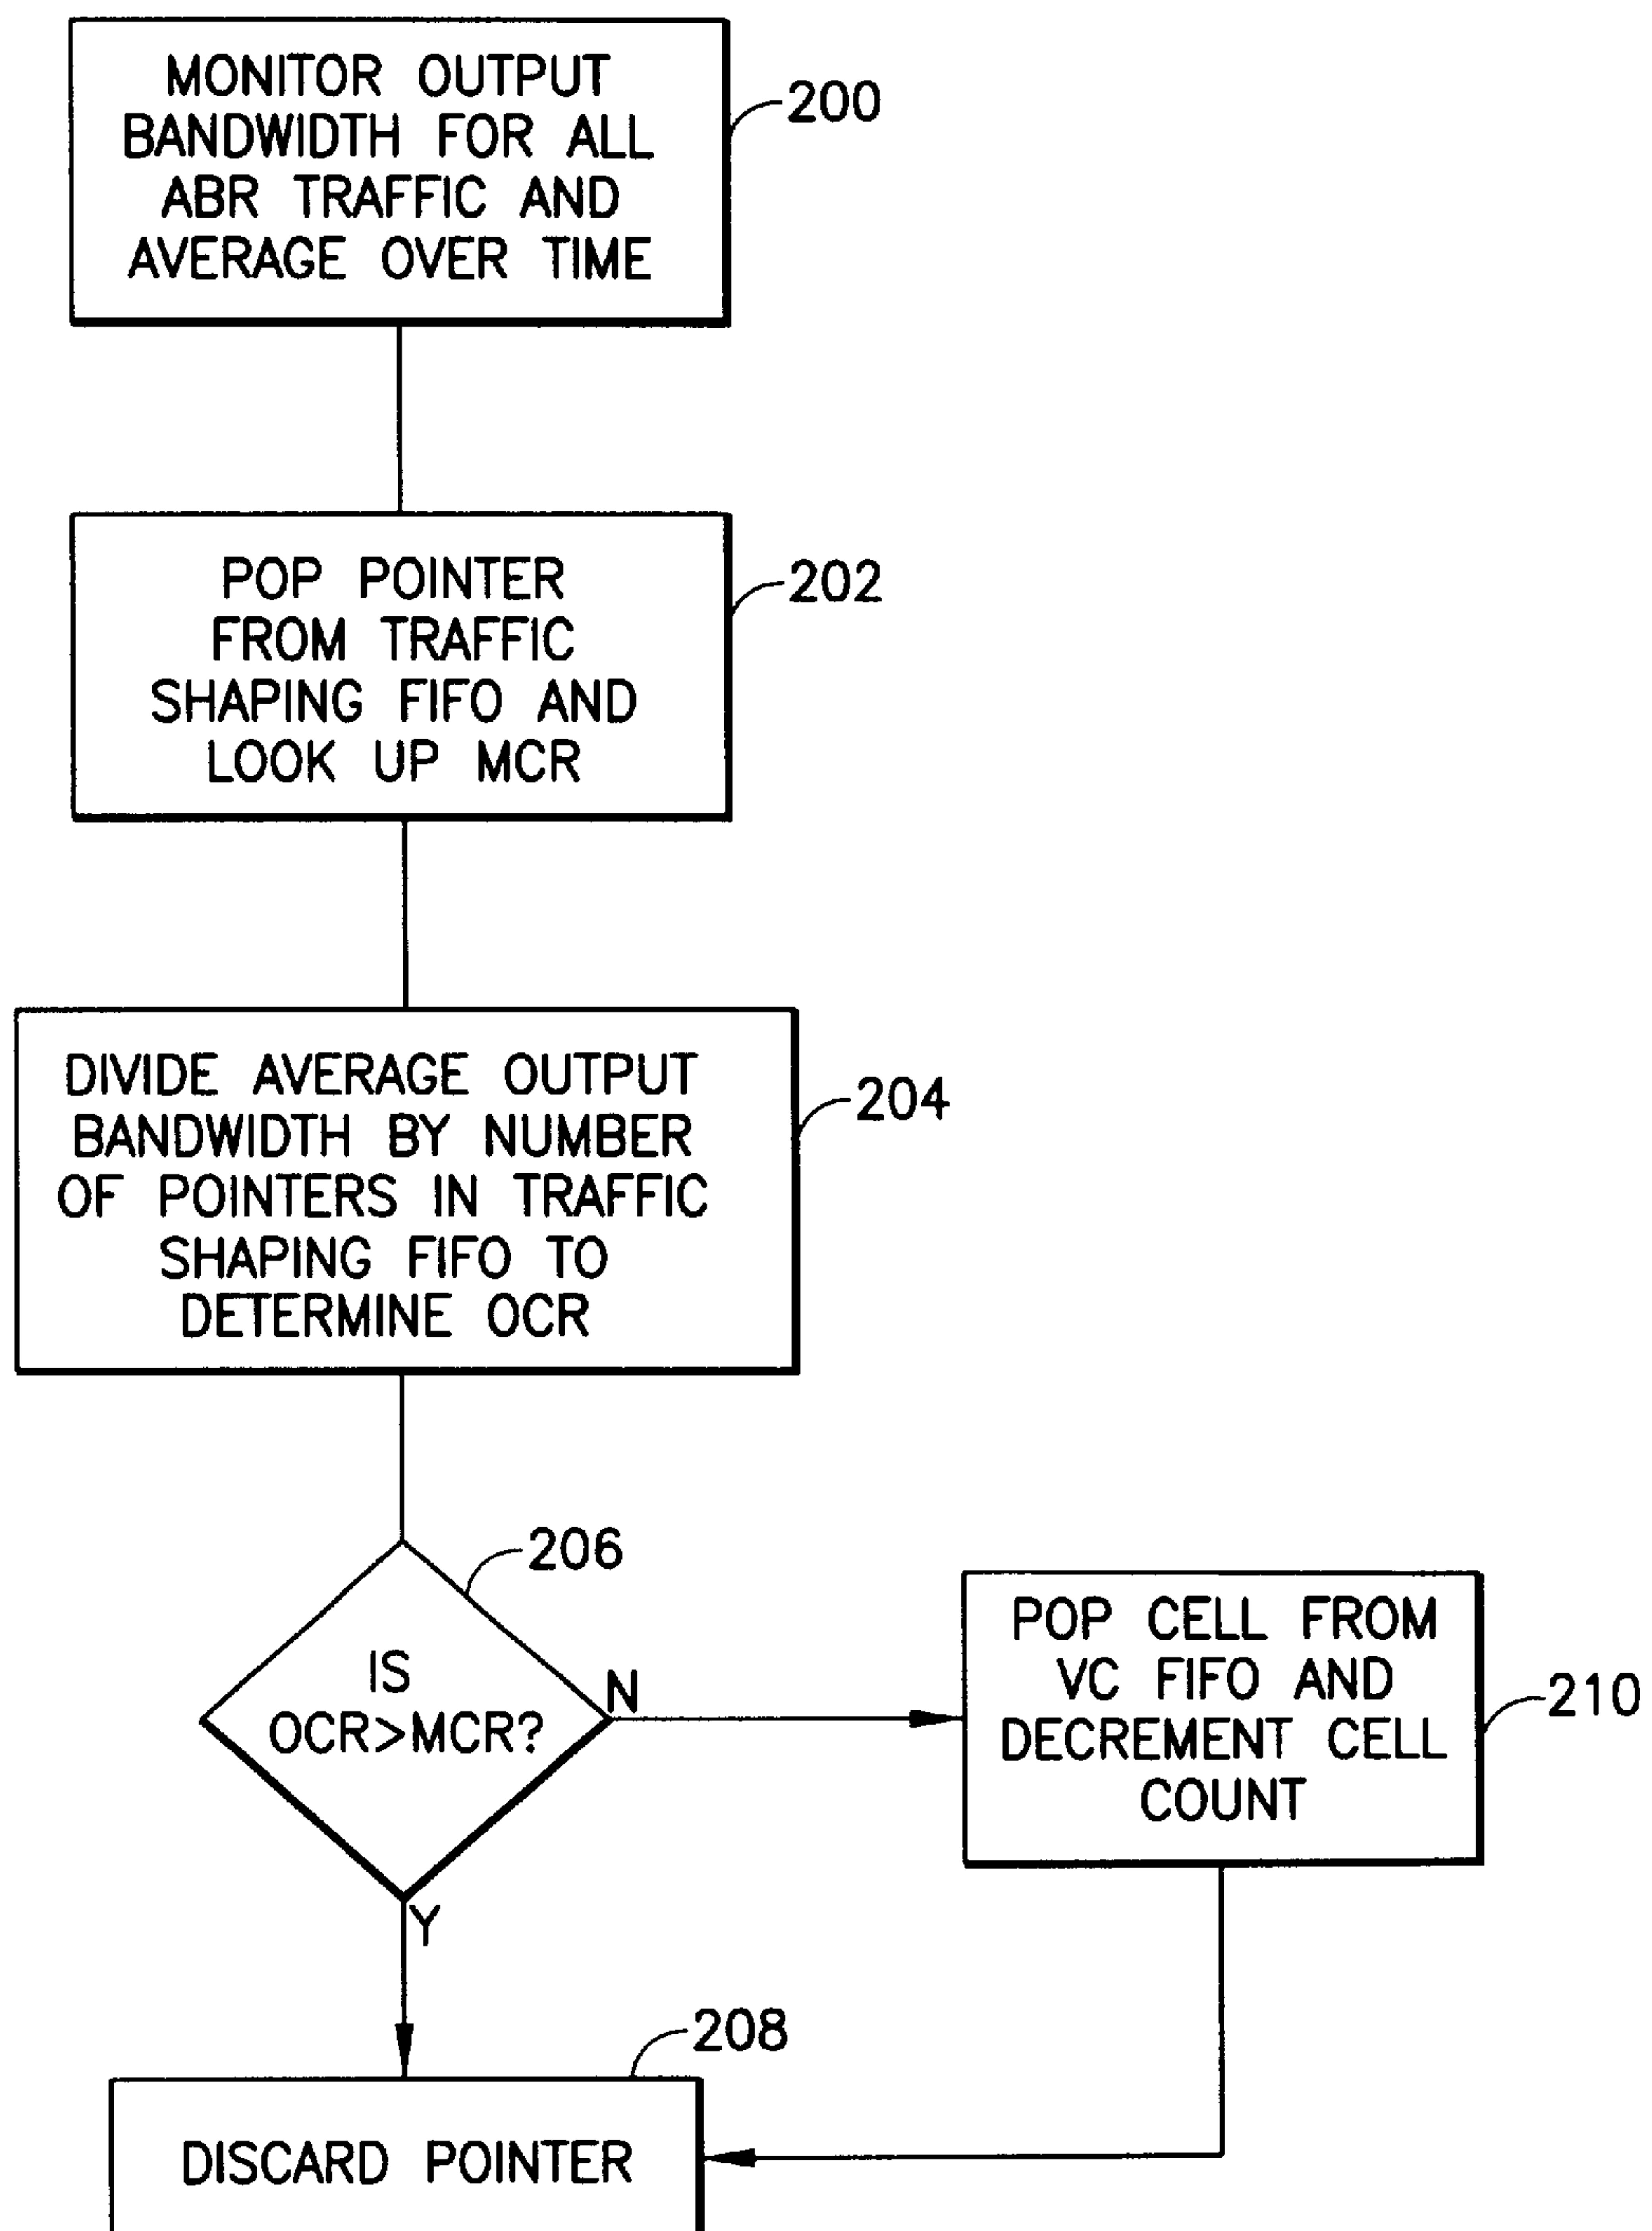 MONITOR OUTPUT
BANDWIDTH FOR ALL
ABR TRAFFIC AND
AVERAGE OVER TIME
200
POP POINTER
FROM TRAFFIC
SHAPING FIFO AND
LOOK UP MCR
202
DIVIDE AVERAGE OUTPUT
BANDWIDTH BY NUMBER
OF POINTERS IN TRAFFIC
SHAPING FIFO TO
DETERMINE OCR
204
IS
OCR>MCR?
206
N
Y
POP CELL FROM
VC FIFO AND
DECREMENT CELL
COUNT
210
DISCARD POINTER
208